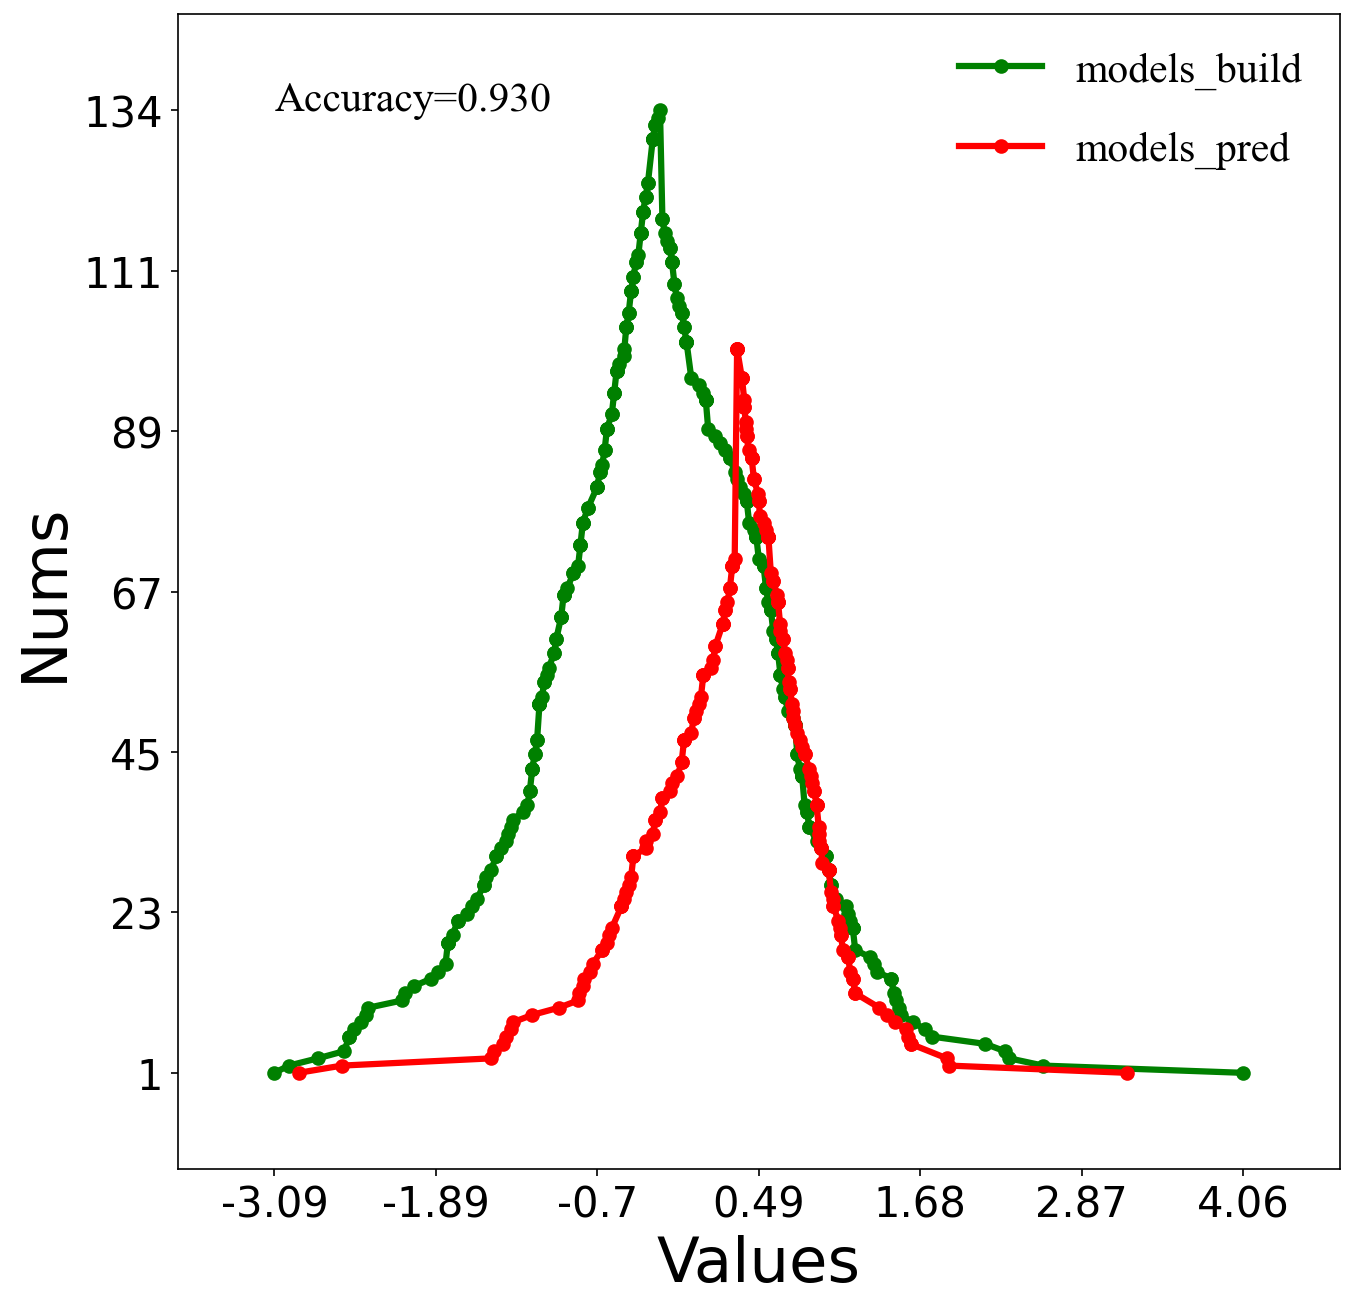 models_build
Accuracy=0.930
models_pred
134
111
89
67
45
23
1
Nums
-3.09 -1.89 -0.7 0.49 1.68 2.87 4.06
Values